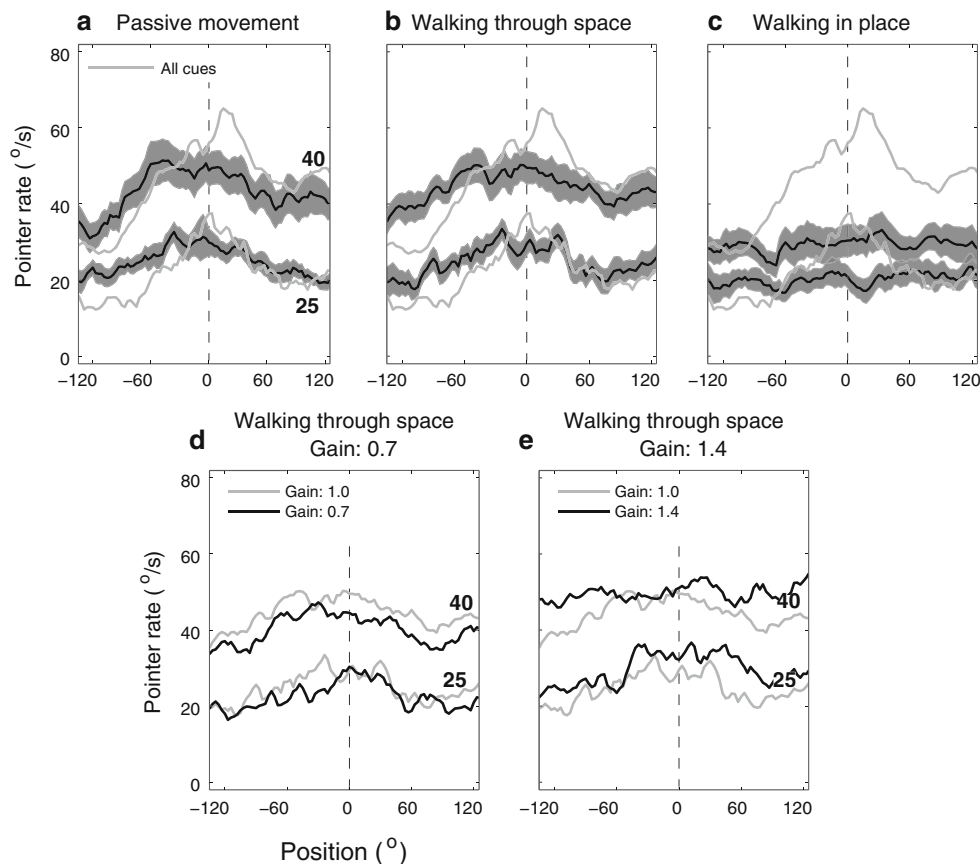 a Passive movement
b Walking through space
c Walking in place
All cues
80
60
40
20
0
Pointer rate ( °/s)
40
25
−120 −60 0 60 120
−120 −60 0 60 120
−120 −60 0 60 120
d Walking through space
Gain: 0.7
e Walking through space
Gain: 1.4
Gain: 1.0
Gain: 0.7
Gain: 1.0
Gain: 1.4
80
60
40
20
0
Pointer rate ( °/s)
40
25
40
25
−120 −60 0 60 120
−120 −60 0 60 120
Position ( °)